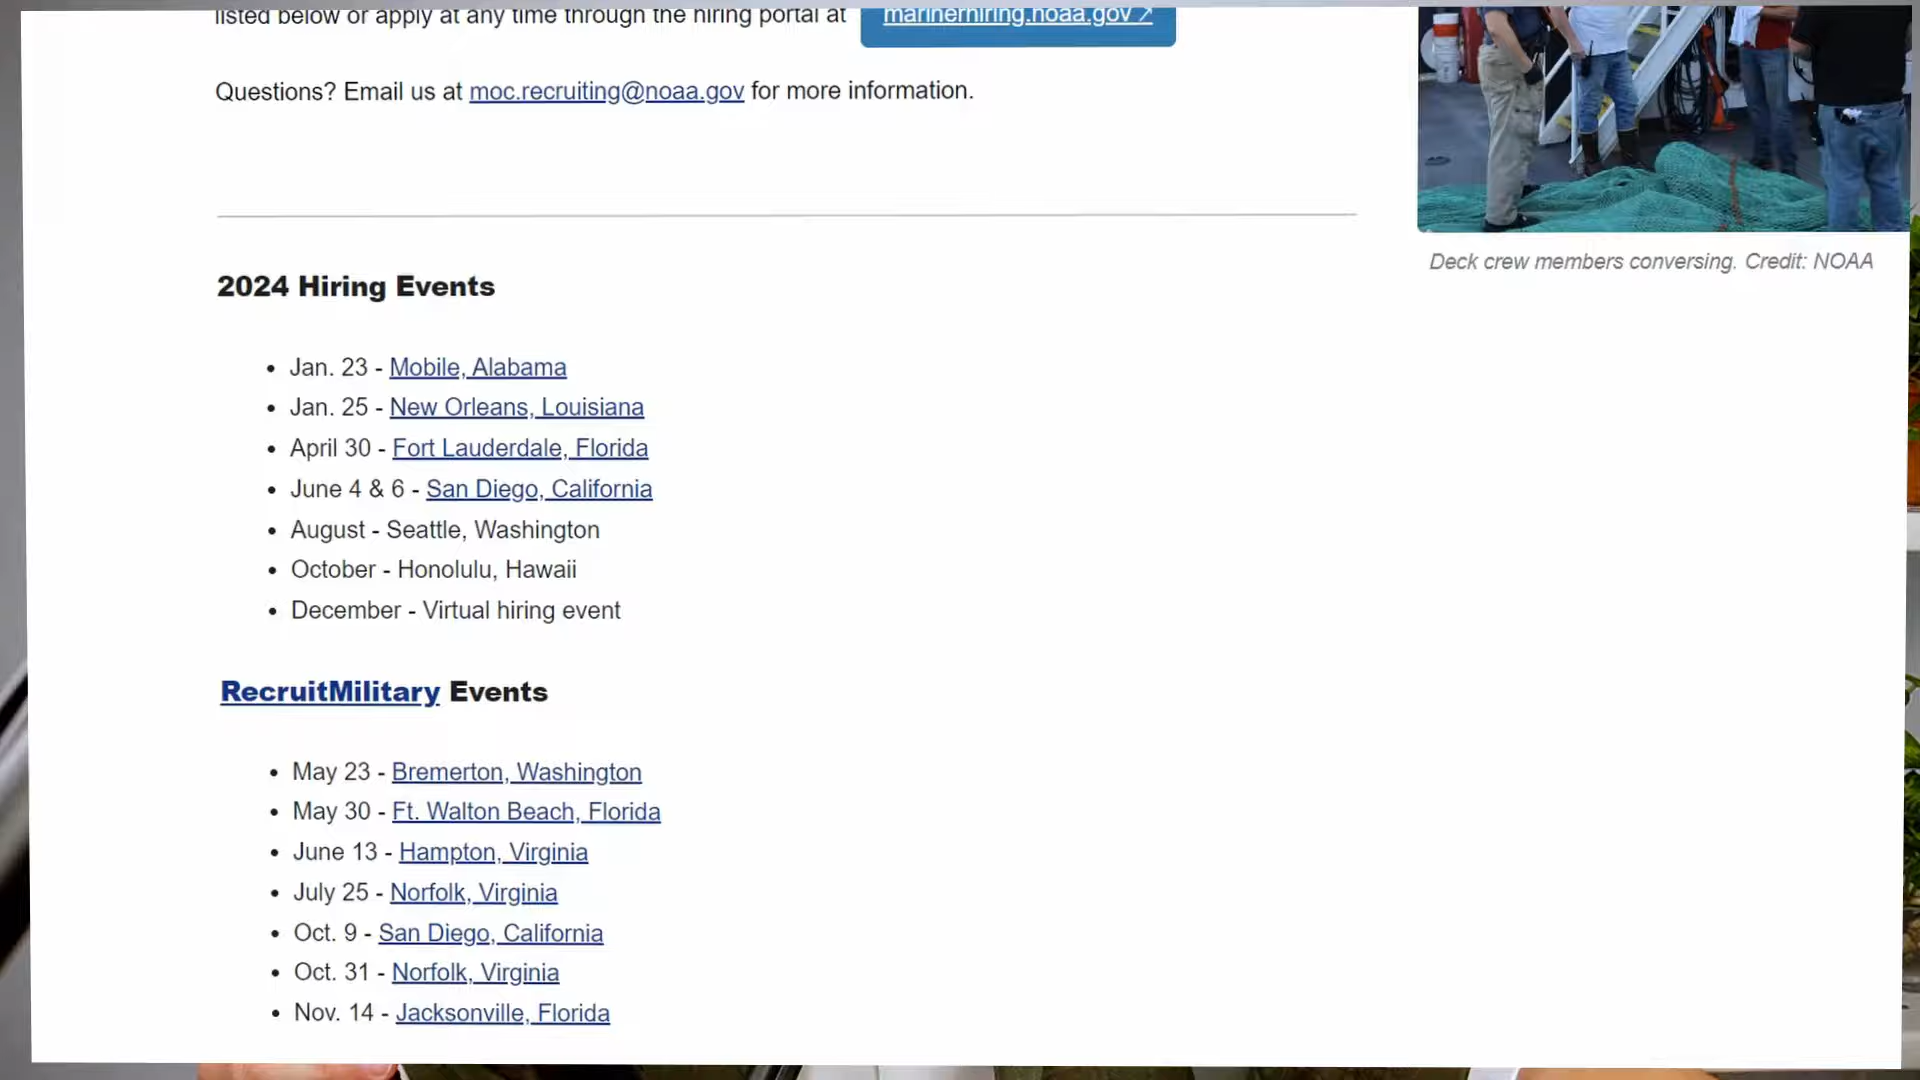 listed below or apply at any time through the hiring portal at marinerhiring.noaa.gov ↗
Questions? Email us at moc.recruiting@noaa.gov for more information.
Deck crew members conversing. Credit: NOAA
2024 Hiring Events
• Jan. 23 - Mobile, Alabama
• Jan. 25 - New Orleans, Louisiana
• April 30 - Fort Lauderdale, Florida
• June 4 & 6 - San Diego, California
• August - Seattle, Washington
• October - Honolulu, Hawaii
• December - Virtual hiring event
RecruitMilitary Events
• May 23 - Bremerton, Washington
• May 30 - Ft. Walton Beach, Florida
• June 13 - Hampton, Virginia
• July 25 - Norfolk, Virginia
• Oct. 9 - San Diego, California
• Oct. 31 - Norfolk, Virginia
• Nov. 14 - Jacksonville, Florida